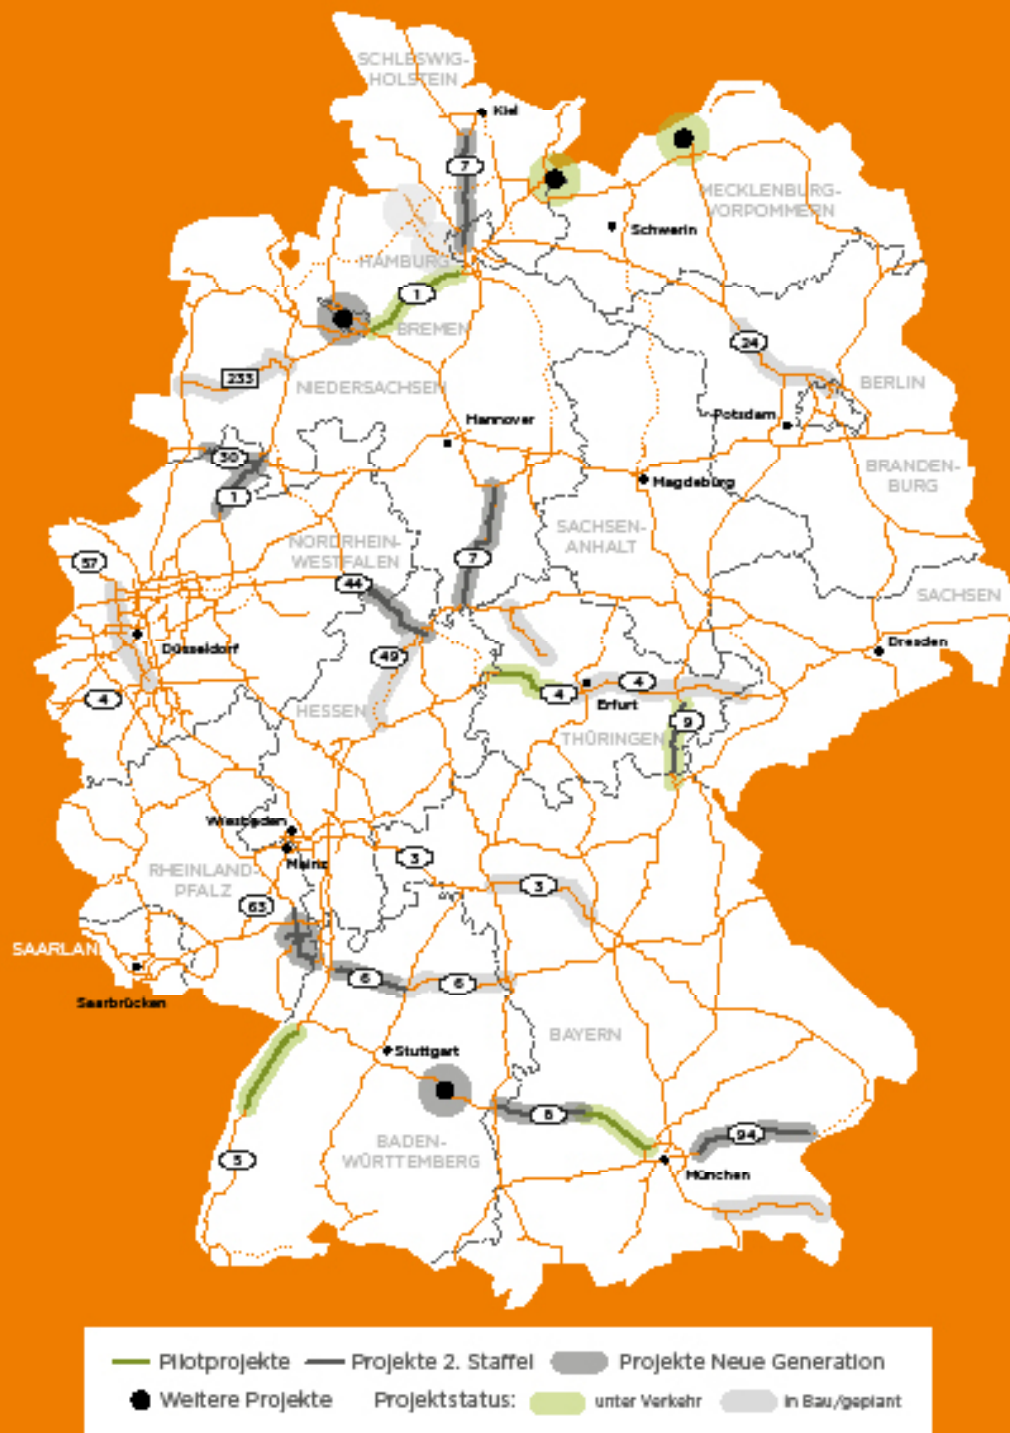 SCHLESWIG-
HOLSTEIN
Kiel
7
MECKLENBURG-
VORPOMMERN
Schwerin
HAMBURG
1
BREMEN
24
233
NIEDERSACHSEN
BERLIN
Potsdam
Hannover
30
BRANDEN-
BURG
Magdeburg
1
SACHSEN-
ANHALT
NORDRHEIN-
WESTFALEN
57
7
44
SACHSEN
Düsseldorf
Dresden
49
4
4
4
Erfurt
HESSEN
9
THÜRINGEN
Wiesbaden
Mainz
3
RHEINLAND-
PFALZ
3
63
SAARLAN
6
6
Saarbrücken
BAYERN
Stuttgart
8
94
BADEN-
WÜRTTEMBERG
5
München
Pilotprojekte
Projekte 2. Staffel
Projekte Neue Generation
Weitere Projekte
Projektstatus:
unter Verkehr
in Bau/geplant